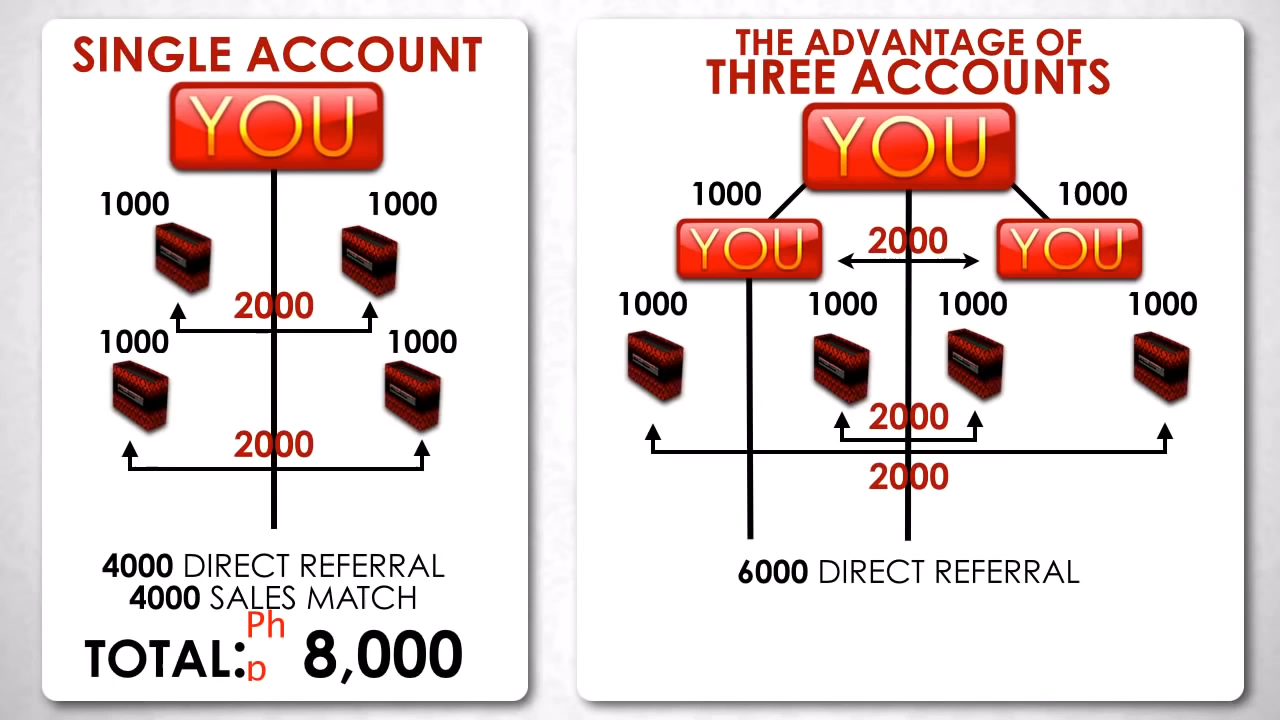 SINGLE ACCOUNT
YOU
1000 1000
2000
1000 1000
2000
4000 DIRECT REFERRAL
4000 SALES MATCH
TOTAL: Php 8,000
THE ADVANTAGE OF
THREE ACCOUNTS
YOU
1000 1000
YOU 2000 YOU
1000 1000 1000 1000
2000
2000
6000 DIRECT REFERRAL